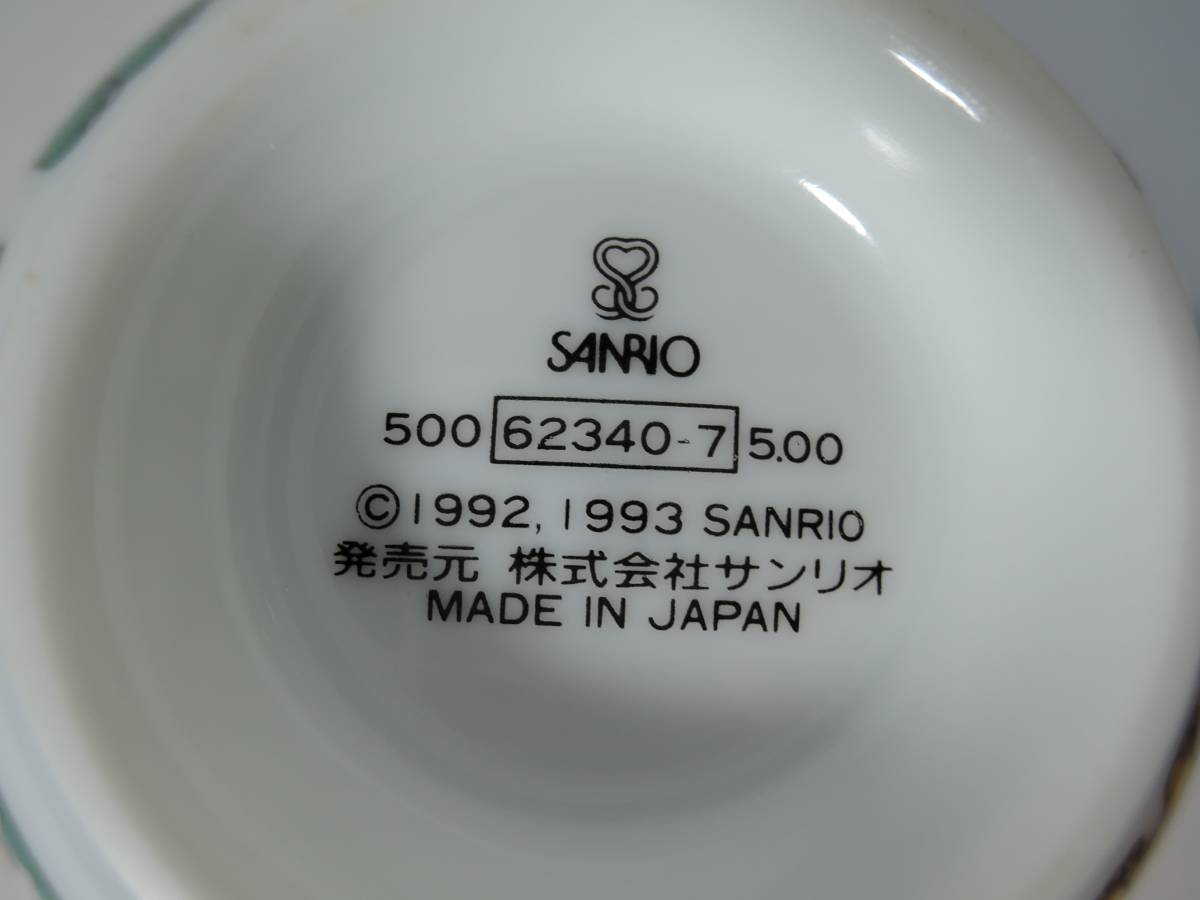 SANRIO
500 62340-7 5.00
©1992, 1993 SANRIO
発売元 株式会社サンリオ
MADE IN JAPAN